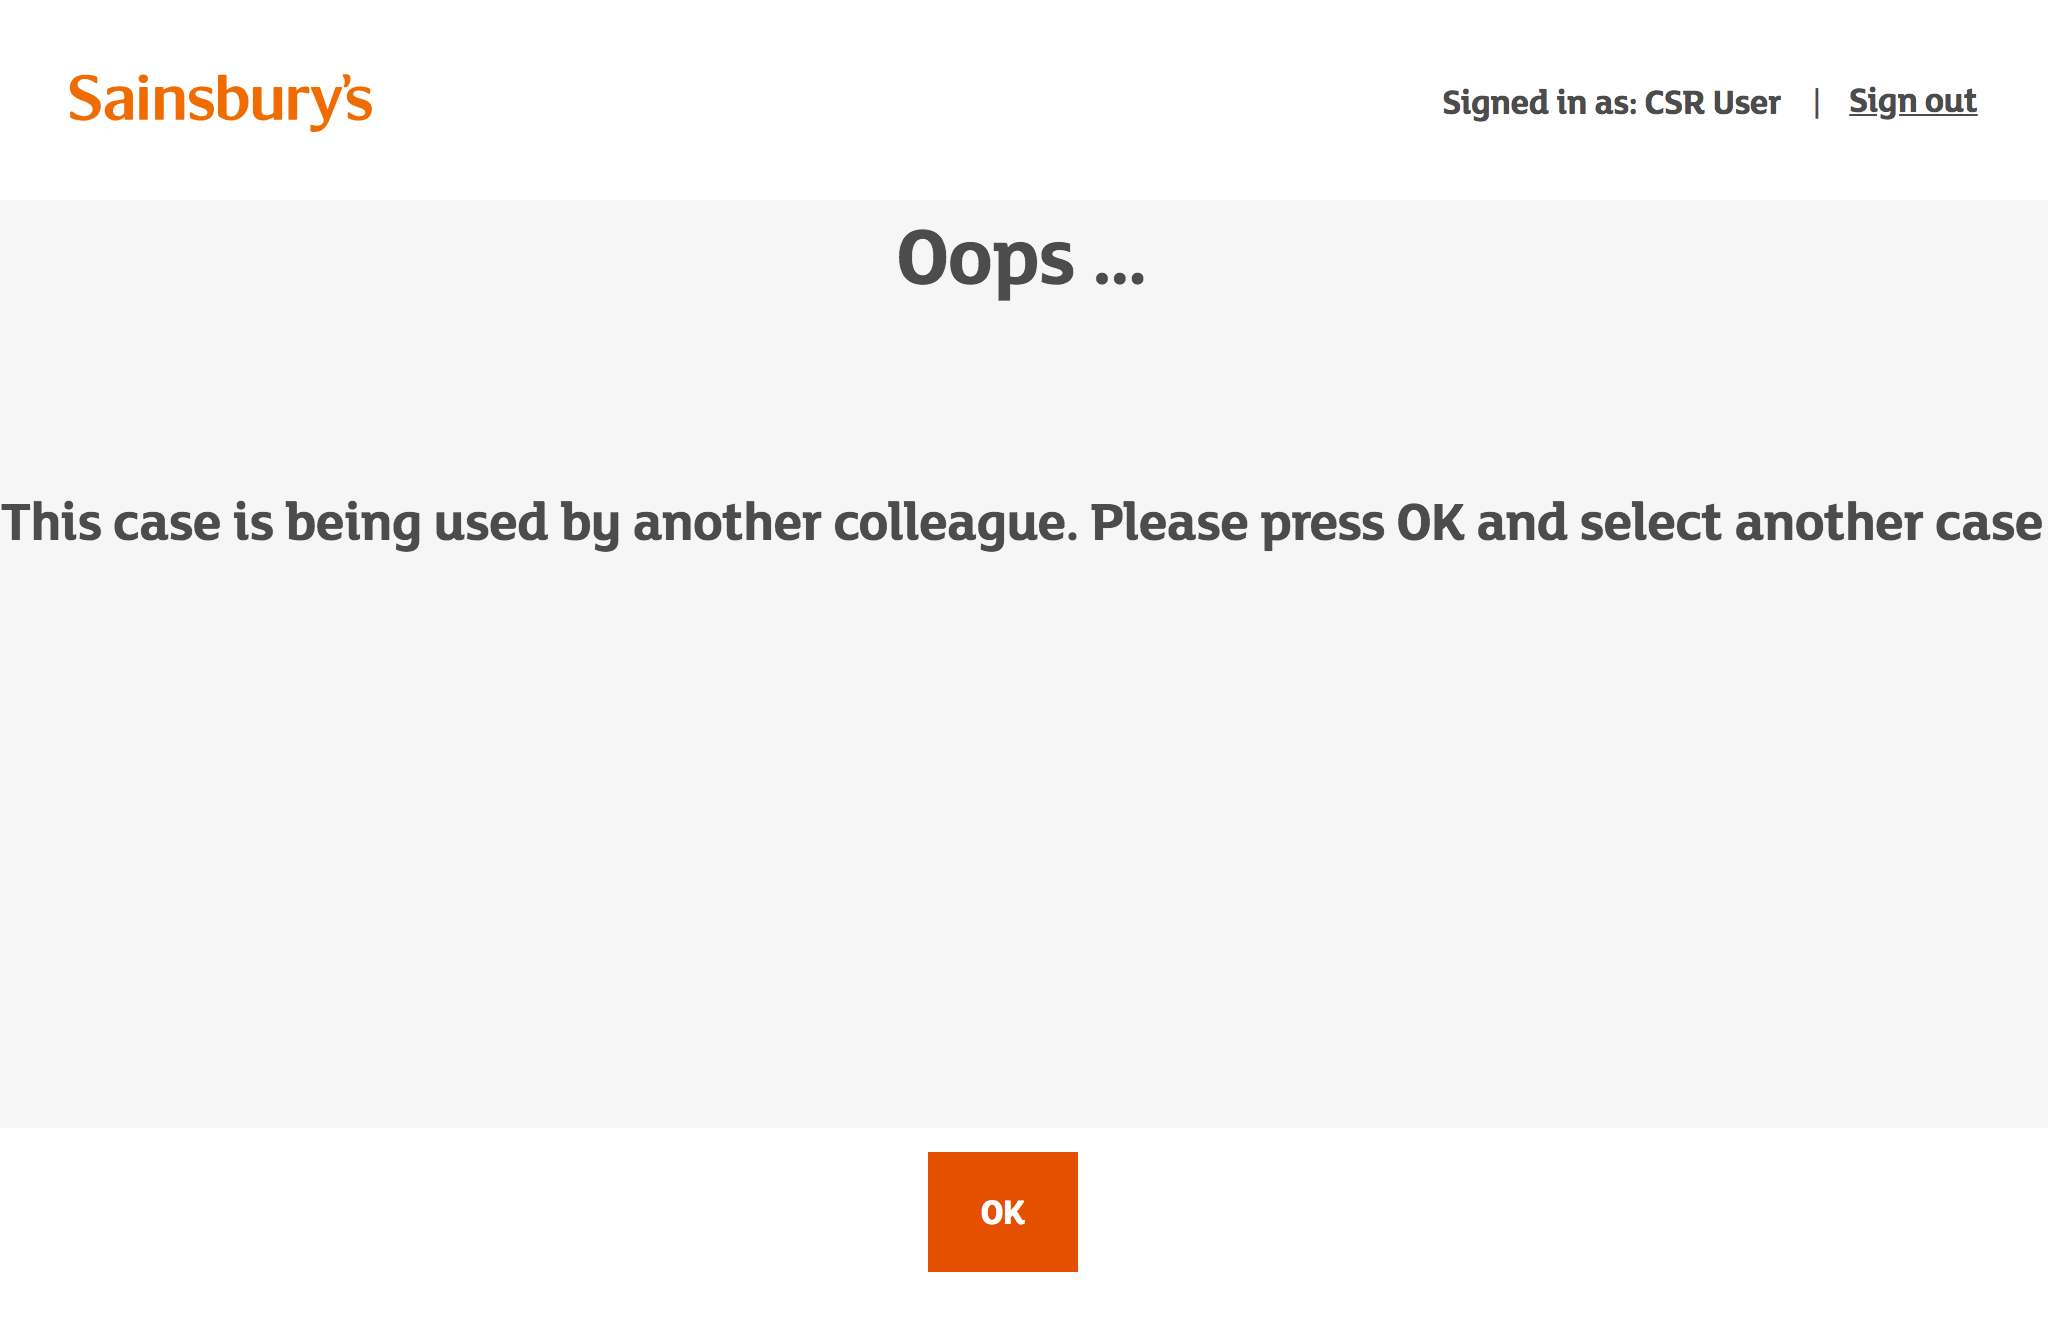 Sainsbury's
Signed in as: CSR User | Sign out
Oops ...
This case is being used by another colleague. Please press OK and select another case
OK